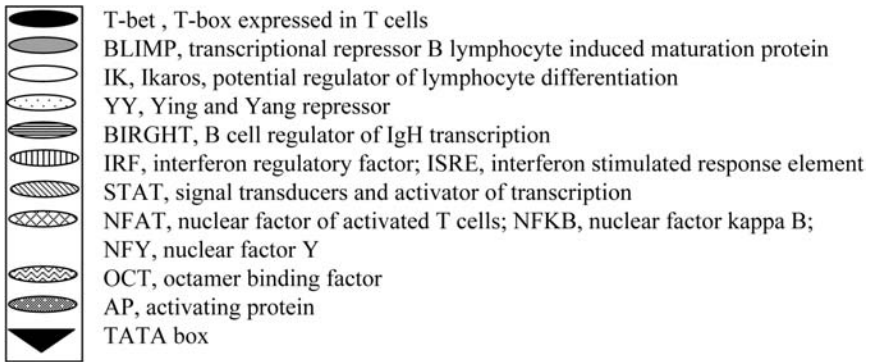 T-bet , T-box expressed in T cells
BLIMP, transcriptional repressor B lymphocyte induced maturation protein
IK, Ikaros, potential regulator of lymphocyte differentiation
YY, Ying and Yang repressor
BIRGHT, B cell regulator of IgH transcription
IRF, interferon regulatory factor; ISRE, interferon stimulated response element
STAT, signal transducers and activator of transcription
NFAT, nuclear factor of activated T cells; NFKB, nuclear factor kappa B;
NFY, nuclear factor Y
OCT, octamer binding factor
AP, activating protein
TATA box